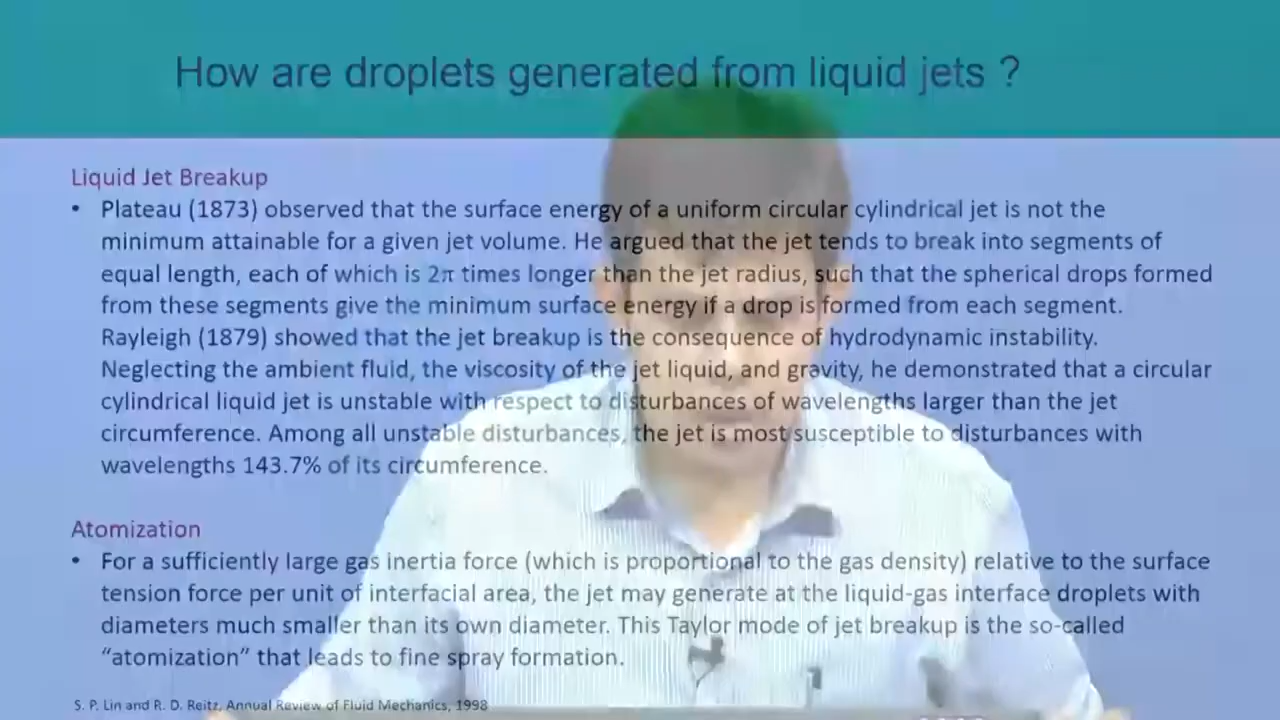 How are droplets generated from liquid jets ?
Liquid Jet Breakup
• Plateau (1873) observed that the surface energy of a uniform circular cylindrical jet is not the
minimum attainable for a given jet volume. He argued that the jet tends to break into segments of
equal length, each of which is 2π times longer than the jet radius, such that the spherical drops formed
from these segments give the minimum surface energy if a drop is formed from each segment.
Rayleigh (1879) showed that the jet breakup is the consequence of hydrodynamic instability.
Neglecting the ambient fluid, the viscosity of the jet liquid, and gravity, he demonstrated that a circular
cylindrical liquid jet is unstable with respect to disturbances of wavelengths larger than the jet
circumference. Among all unstable disturbances, the jet is most susceptible to disturbances with
wavelengths 143.7% of its circumference.
Atomization
• For a sufficiently large gas inertia force (which is proportional to the gas density) relative to the surface
tension force per unit of interfacial area, the jet may generate at the liquid-gas interface droplets with
diameters much smaller than its own diameter. This Taylor mode of jet breakup is the so-called
“atomization” that leads to fine spray formation.
S. P. Lin and R. D. Reitz, Annual Review of Fluid Mechanics, 1998